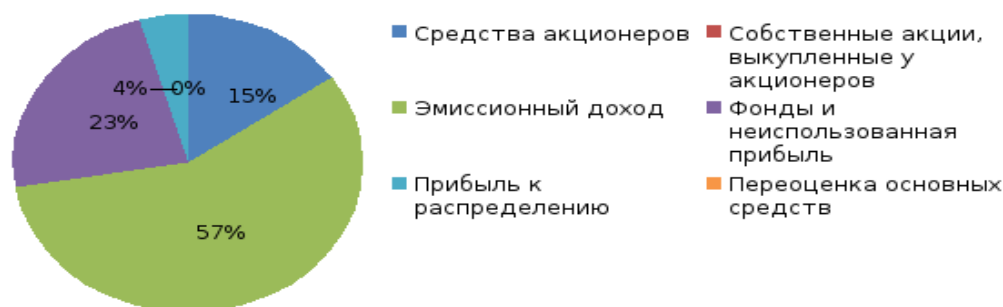 4%
0%
15%
23%
57%
Средства акционеров
Собственные акции,
выкупленные у
акционеров
Эмиссионный доход
Фонды и
неиспользованная
прибыль
Прибыль к
распределению
Переоценка основных
средств